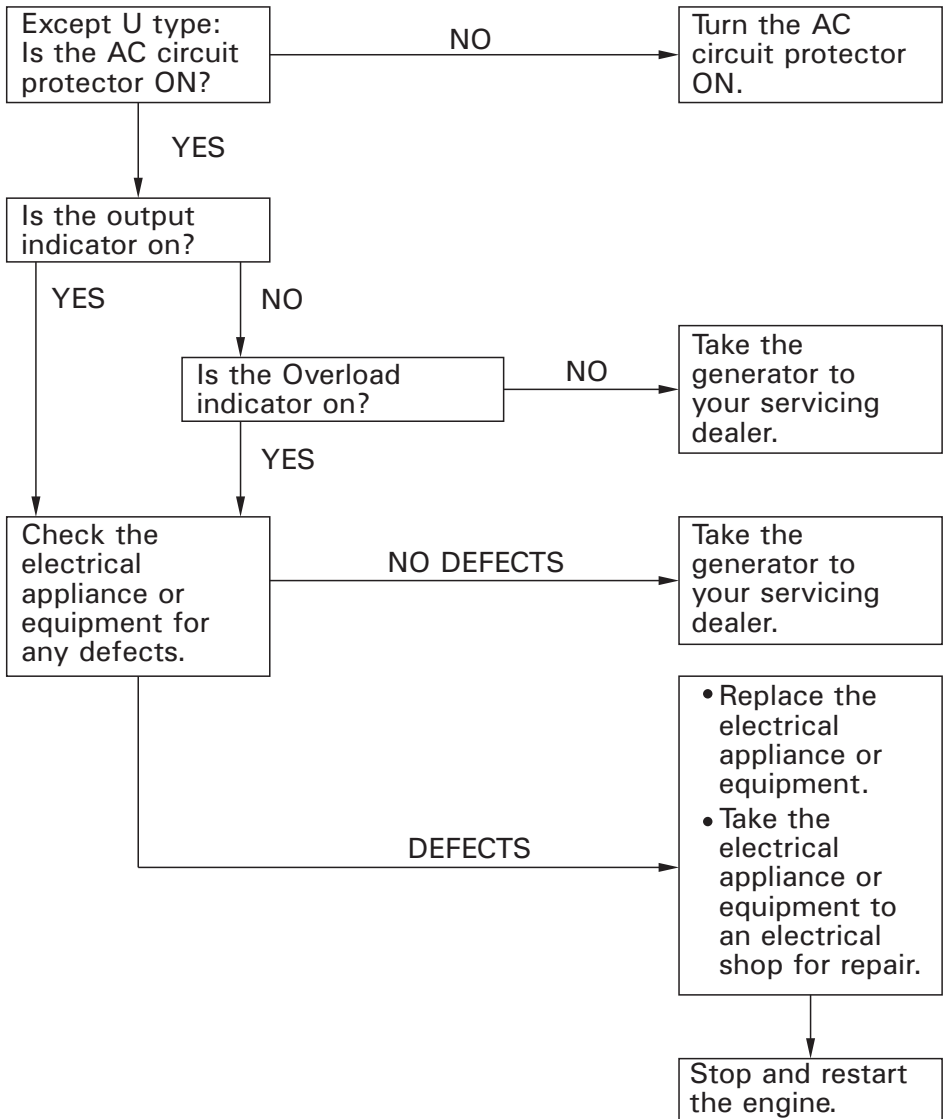 Except U type:
Is the AC circuit
protector ON?
NO
Turn the AC
circuit protector
ON.
YES
Is the output
indicator on?
YES
NO
Is the Overload
indicator on?
NO
Take the
generator to
your servicing
dealer.
YES
Check the
electrical
appliance or
equipment for
any defects.
NO DEFECTS
Take the
generator to
your servicing
dealer.
DEFECTS
• Replace the
electrical
appliance or
equipment.
• Take the
electrical
appliance or
equipment to
an electrical
shop for repair.
Stop and restart
the engine.